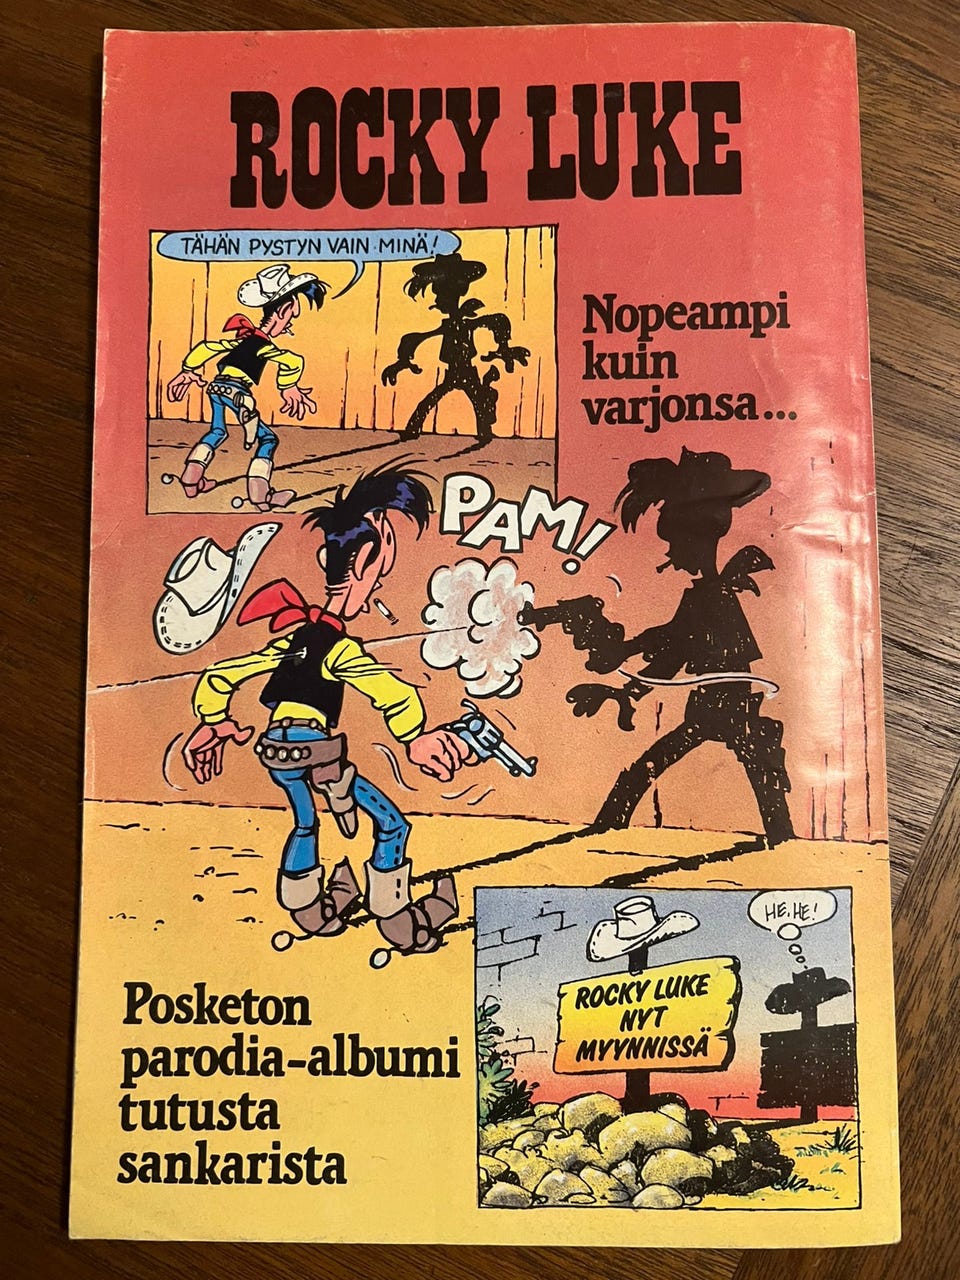 ROCKY LUKE
TÄHÄN PYSTYN VAIN MINÄ!
Nopeampi
kuin
varjonsa...
PAM!
HE, HE!
ROCKY LUKE
NYT
MYYNNISSÄ
Posketon
parodia-albumi
tutusta
sankarista